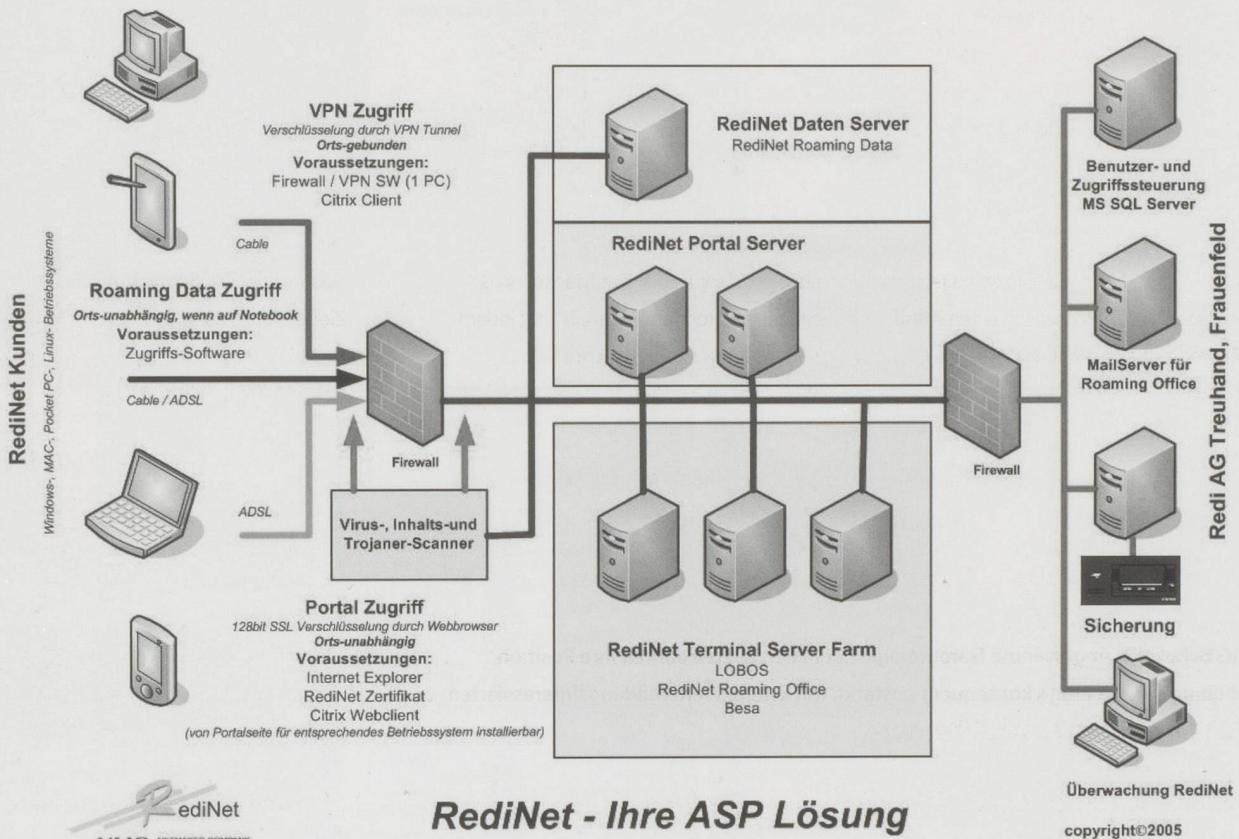 RediNet Kunden
Windows-, MAC-, Pocket PC-, Linux- Betriebssysteme
VPN Zugriff
Verschlüsselung durch VPN Tunnel
Orts-gebunden
Voraussetzungen:
Firewall / VPN SW (1 PC)
Citrix Client
Cable
Roaming Data Zugriff
Orts-unabhängig, wenn auf Notebook
Voraussetzungen:
Zugriffs-Software
Cable / ADSL
ADSL
Firewall
Virus-, Inhalts-und
Trojaner-Scanner
Portal Zugriff
128bit SSL Verschlüsselung durch Webbrowser
Orts-unabhängig
Voraussetzungen:
Internet Explorer
RediNet Zertifikat
Citrix Webclient
(von Portalseite für entsprechendes Betriebssystem installierbar)
RediNet Daten Server
RediNet Roaming Data
RediNet Portal Server
RediNet Terminal Server Farm
LOBOS
RediNet Roaming Office
Besa
Firewall
Benutzer- und
Zugriffssteuerung
MS SQL Server
MailServer für
Roaming Office
Sicherung
Überwachung RediNet
Redi AG Treuhand, Frauenfeld
RediNet
RediNet - Ihre ASP Lösung
copyright©2005